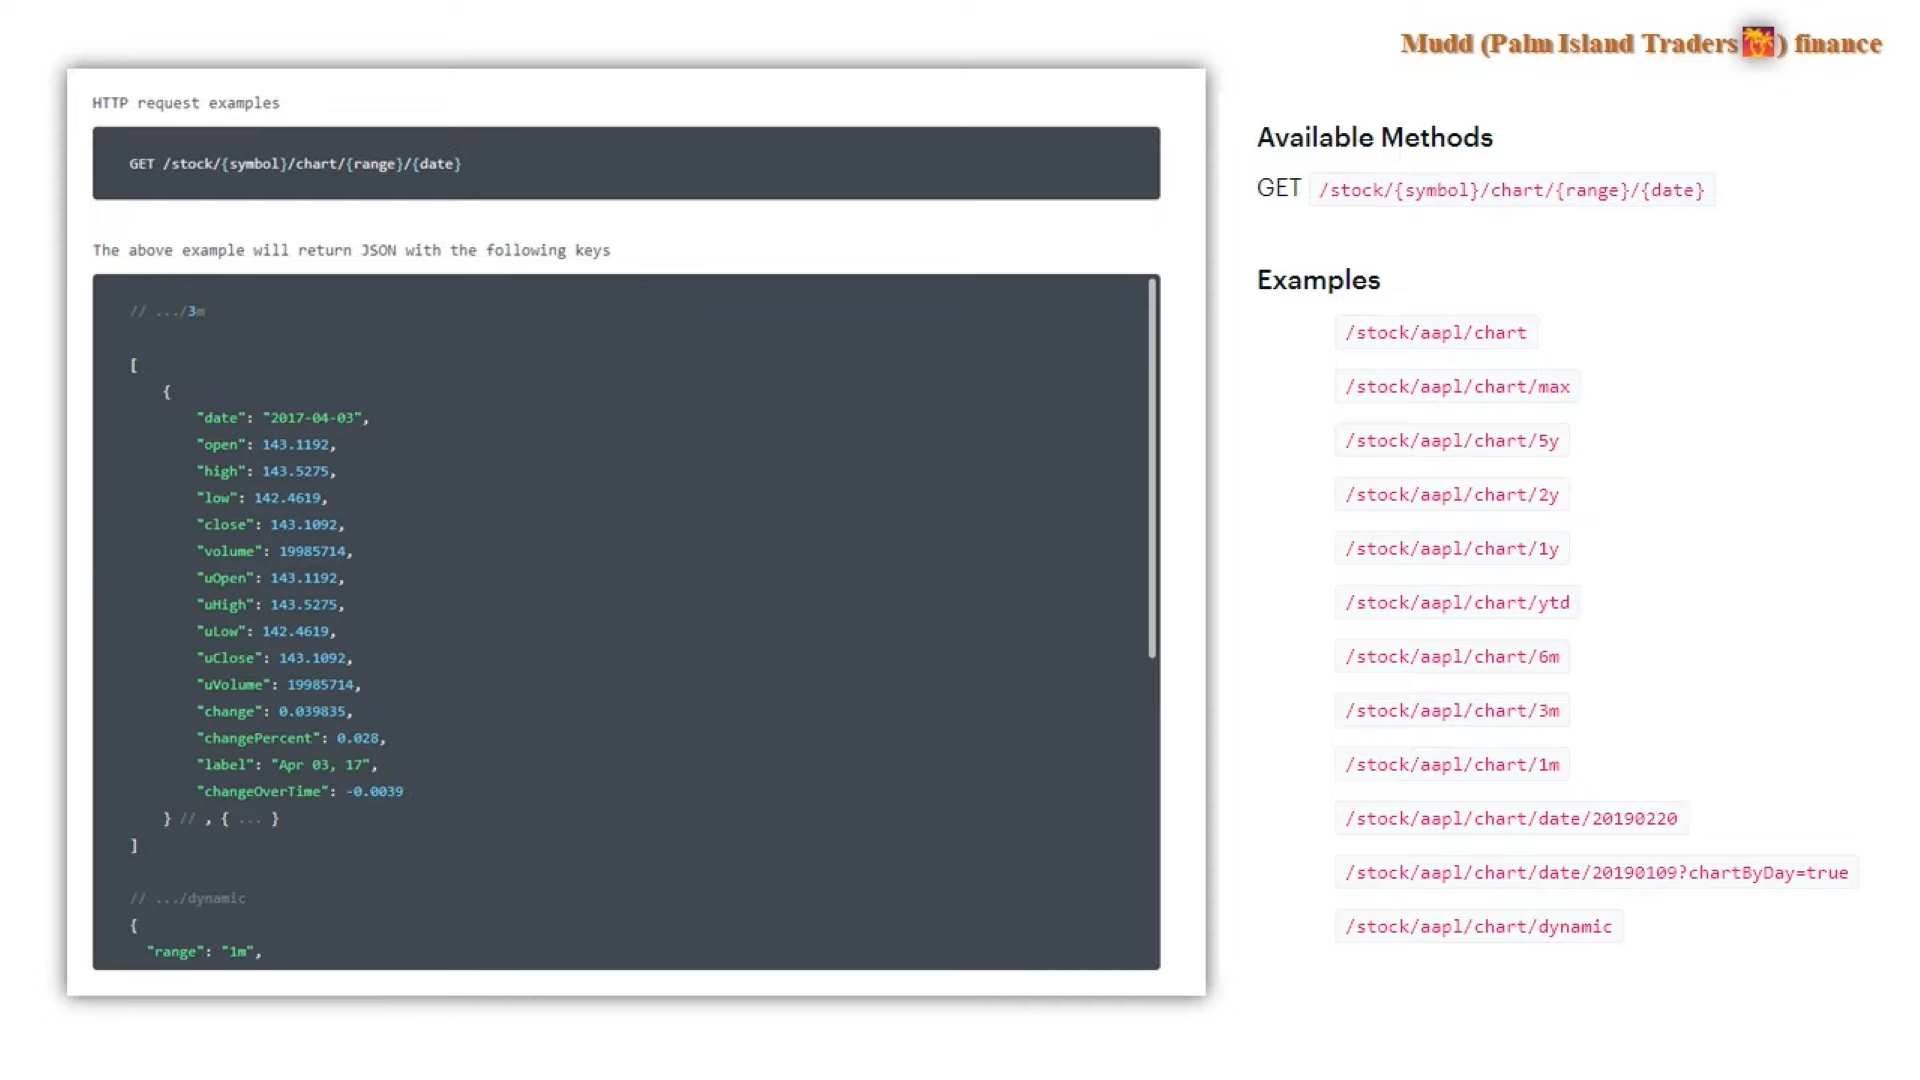 Mudd (Palm Island Traders) finance
HTTP request examples
GET /stock/{symbol}/chart/{range}/{date}
The above example will return JSON with the following keys
// .../3m
[
{
"date": "2017-04-03",
"open": 143.1192,
"high": 143.5275,
"low": 142.4619,
"close": 143.1092,
"volume": 19985714,
"uOpen": 143.1192,
"uHigh": 143.5275,
"uLow": 142.4619,
"uClose": 143.1092,
"uVolume": 19985714,
"change": 0.039835,
"changePercent": 0.028,
"label": "Apr 03, 17",
"changeOverTime": -0.0039
} // , { ... }
]
// .../dynamic
{
"range": "1m",
Available Methods
GET /stock/{symbol}/chart/{range}/{date}
Examples
/stock/aapl/chart
/stock/aapl/chart/max
/stock/aapl/chart/5y
/stock/aapl/chart/2y
/stock/aapl/chart/1y
/stock/aapl/chart/ytd
/stock/aapl/chart/6m
/stock/aapl/chart/3m
/stock/aapl/chart/1m
/stock/aapl/chart/date/20190220
/stock/aapl/chart/date/20190109?chartByDay=true
/stock/aapl/chart/dynamic